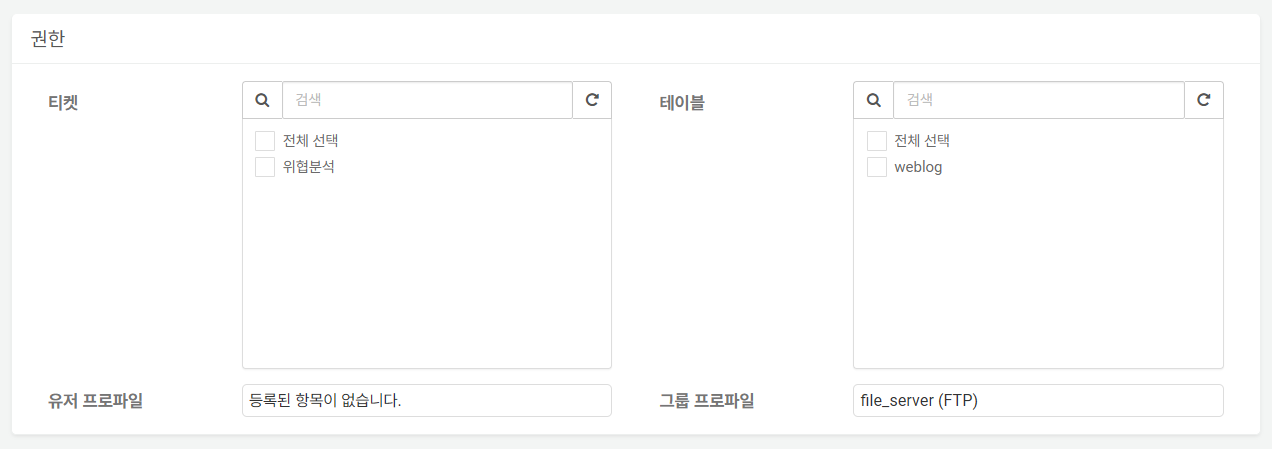 권한
티켓
검색
전체 선택
위협분석
테이블
검색
전체 선택
weblog
유저 프로파일
등록된 항목이 없습니다.
그룹 프로파일
file_server (FTP)